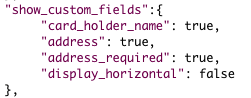 "show_custom_fields":{
"card_holder_name": true,
"address": true,
"address_required": true,
"display_horizontal": false
},